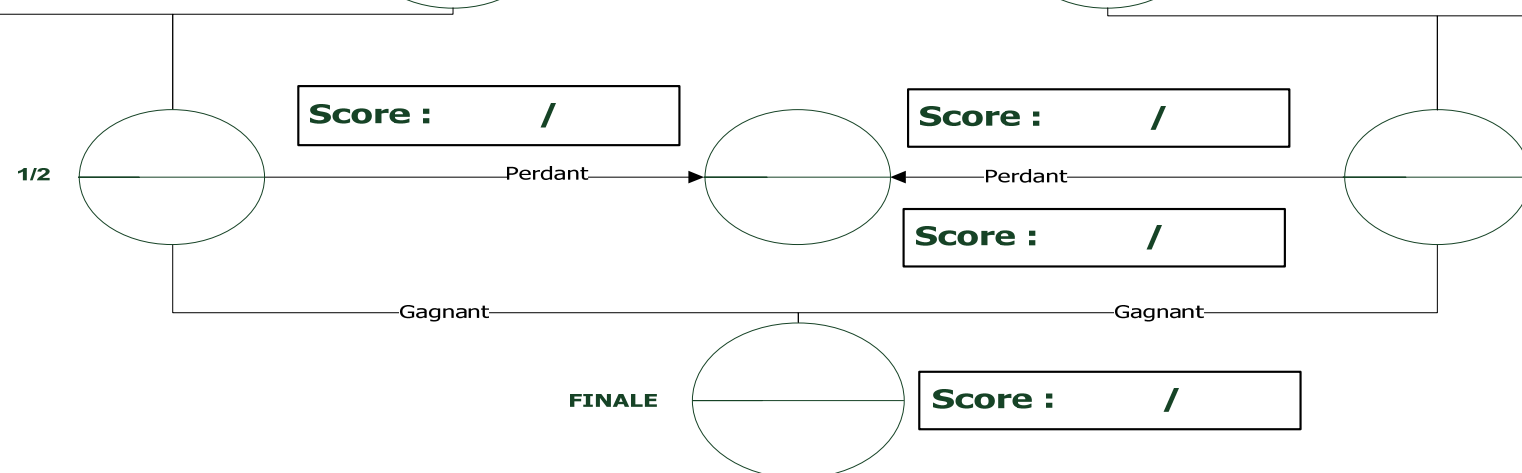 Score : /
Score : /
1/2
Perdant
Perdant
Score : /
Gagnant
Gagnant
FINALE
Score : /